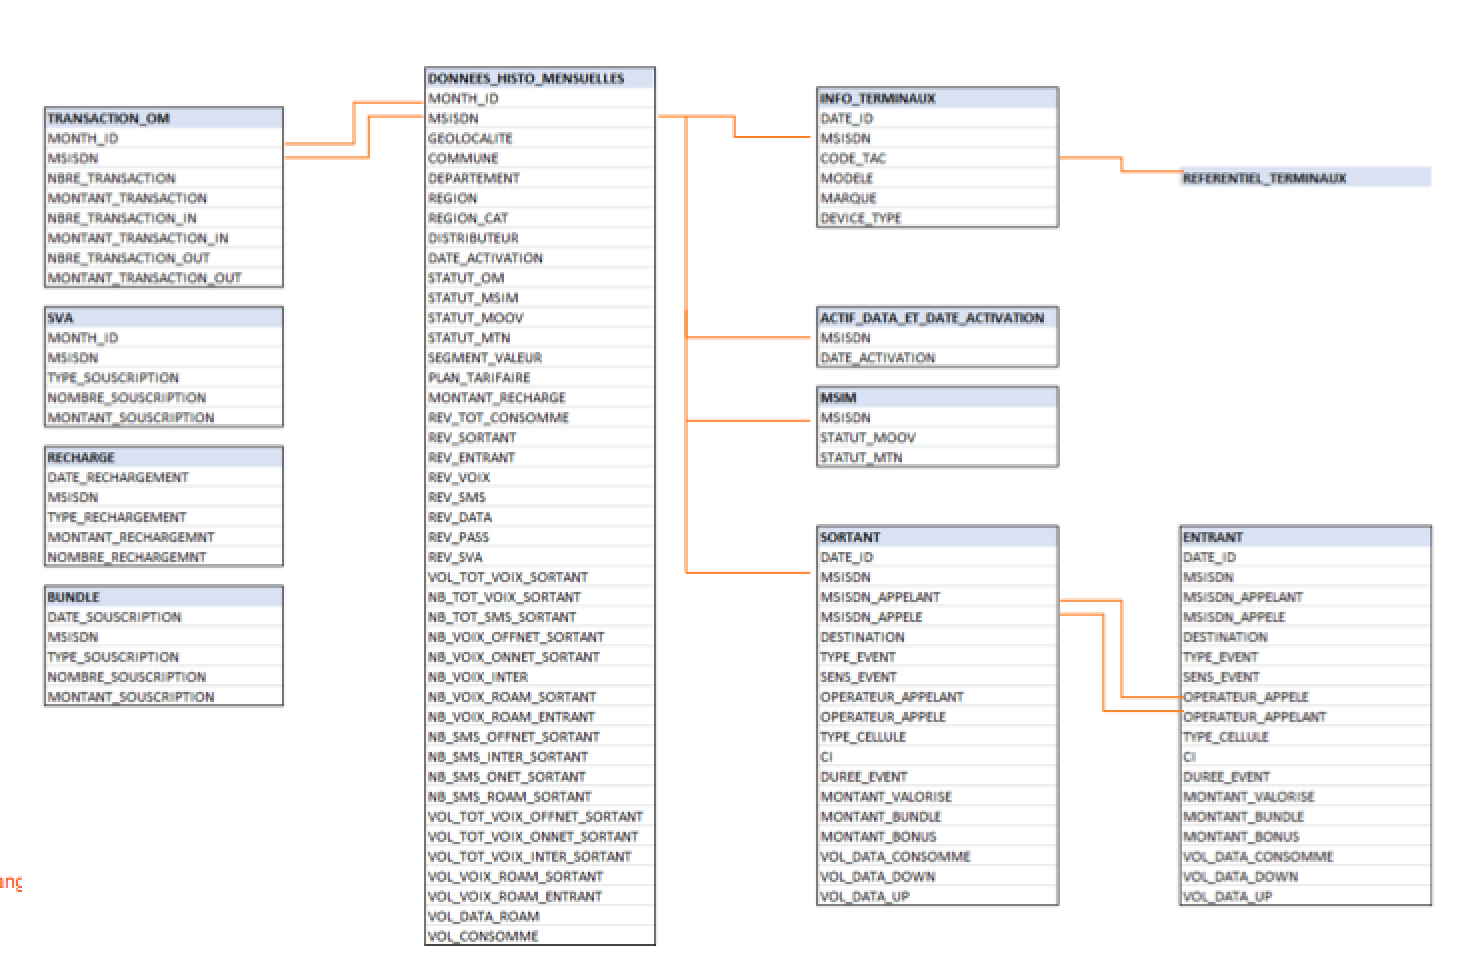 TRANSACTION_OM
MONTH_ID
MSISDN
NBRE_TRANSACTION
MONTANT_TRANSACTION
NBRE_TRANSACTION_IN
MONTANT_TRANSACTION_IN
NBRE_TRANSACTION_OUT
MONTANT_TRANSACTION_OUT
SVA
MONTH_ID
MSISDN
TYPE_SOUSCRIPTION
NOMBRE_SOUSCRIPTION
MONTANT_SOUSCRIPTION
RECHARGE
DATE_RECHARGEMENT
MSISDN
TYPE_RECHARGEMENT
MONTANT_RECHARGEMNT
NOMBRE_RECHARGEMNT
BUNDLE
DATE_SOUSCRIPTION
MSISDN
TYPE_SOUSCRIPTION
NOMBRE_SOUSCRIPTION
MONTANT_SOUSCRIPTION
ang
DONNEES_HISTO_MENSUELLES
MONTH_ID
MSISDN
GEOLOCALITE
COMMUNE
DEPARTEMENT
REGION
REGION_CAT
DISTRIBUTEUR
DATE_ACTIVATION
STATUT_OM
STATUT_MSIM
STATUT_MOOV
STATUT_MTN
SEGMENT_VALEUR
PLAN_TARIFAIRE
MONTANT_RECHARGE
REV_TOT_CONSOMME
REV_SORTANT
REV_ENTRANT
REV_VOIX
REV_SMS
REV_DATA
REV_PASS
REV_SVA
VOL_TOT_VOIX_SORTANT
NB_TOT_VOIX_SORTANT
NB_TOT_SMS_SORTANT
NB_VOIX_OFFNET_SORTANT
NB_VOIX_ONNET_SORTANT
NB_VOIX_INTER
NB_VOIX_ROAM_SORTANT
NB_VOIX_ROAM_ENTRANT
NB_SMS_OFFNET_SORTANT
NB_SMS_INTER_SORTANT
NB_SMS_ONET_SORTANT
NB_SMS_ROAM_SORTANT
VOL_TOT_VOIX_OFFNET_SORTANT
VOL_TOT_VOIX_ONNET_SORTANT
VOL_TOT_VOIX_INTER_SORTANT
VOL_VOIX_ROAM_SORTANT
VOL_VOIX_ROAM_ENTRANT
VOL_DATA_ROAM
VOL_CONSOMME
INFO_TERMINAUX
DATE_ID
MSISDN
CODE_TAC
MODELE
MARQUE
DEVICE_TYPE
REFERENTIEL_TERMINAUX
ACTIF_DATA_ET_DATE_ACTIVATION
MSISDN
DATE_ACTIVATION
MSIM
MSISDN
STATUT_MOOV
STATUT_MTN
SORTANT
DATE_ID
MSISDN
MSISDN_APPELANT
MSISDN_APPELE
DESTINATION
TYPE_EVENT
SENS_EVENT
OPERATEUR_APPELANT
OPERATEUR_APPELE
TYPE_CELLULE
CI
DUREE_EVENT
MONTANT_VALORISE
MONTANT_BUNDLE
MONTANT_BONUS
VOL_DATA_CONSOMME
VOL_DATA_DOWN
VOL_DATA_UP
ENTRANT
DATE_ID
MSISDN
MSISDN_APPELANT
MSISDN_APPELE
DESTINATION
TYPE_EVENT
SENS_EVENT
OPERATEUR_APPELE
OPERATEUR_APPELANT
TYPE_CELLULE
CI
DUREE_EVENT
MONTANT_VALORISE
MONTANT_BUNDLE
MONTANT_BONUS
VOL_DATA_CONSOMME
VOL_DATA_DOWN
VOL_DATA_UP